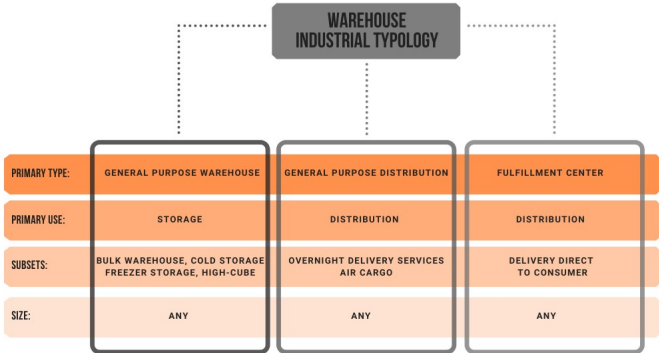 WAREHOUSE
INDUSTRIAL TYPOLOGY
PRIMARY TYPE: GENERAL PURPOSE WAREHOUSE GENERAL PURPOSE DISTRIBUTION FULFILLMENT CENTER
PRIMARY USE: STORAGE DISTRIBUTION DISTRIBUTION
SUBSETS: BULK WAREHOUSE, COLD STORAGE OVERNIGHT DELIVERY SERVICES DELIVERY DIRECT
FREEZER STORAGE, HIGH-CUBE AIR CARGO TO CONSUMER
SIZE: ANY ANY ANY